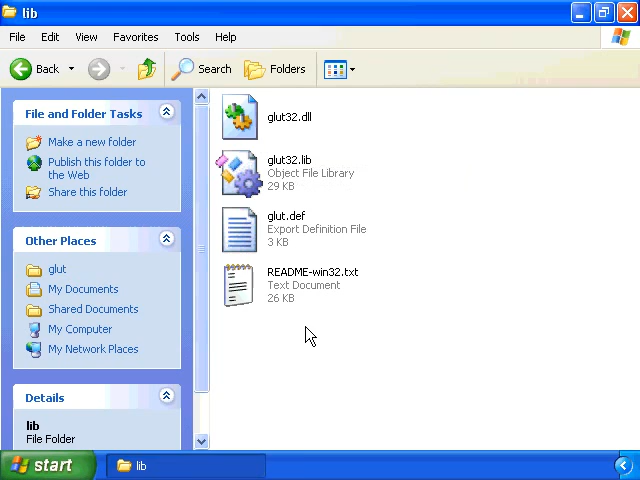 lib
File Edit View Favorites Tools Help
Back Search Folders
File and Folder Tasks
Make a new folder
Publish this folder to
the Web
Share this folder
Other Places
glut
My Documents
Shared Documents
My Computer
My Network Places
Details
lib
File Folder
glut32.dll
glut32.lib
Object File Library
29 KB
glut.def
Export Definition File
3 KB
README-win32.txt
Text Document
26 KB
start lib